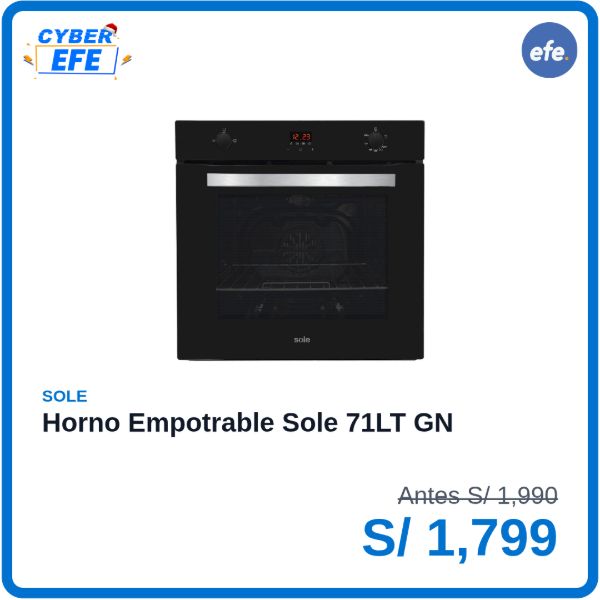 CYBER
EFE
efe.
12 23
sole
SOLE
Horno Empotrable Sole 71LT GN
Antes S/ 1,990
S/ 1,799